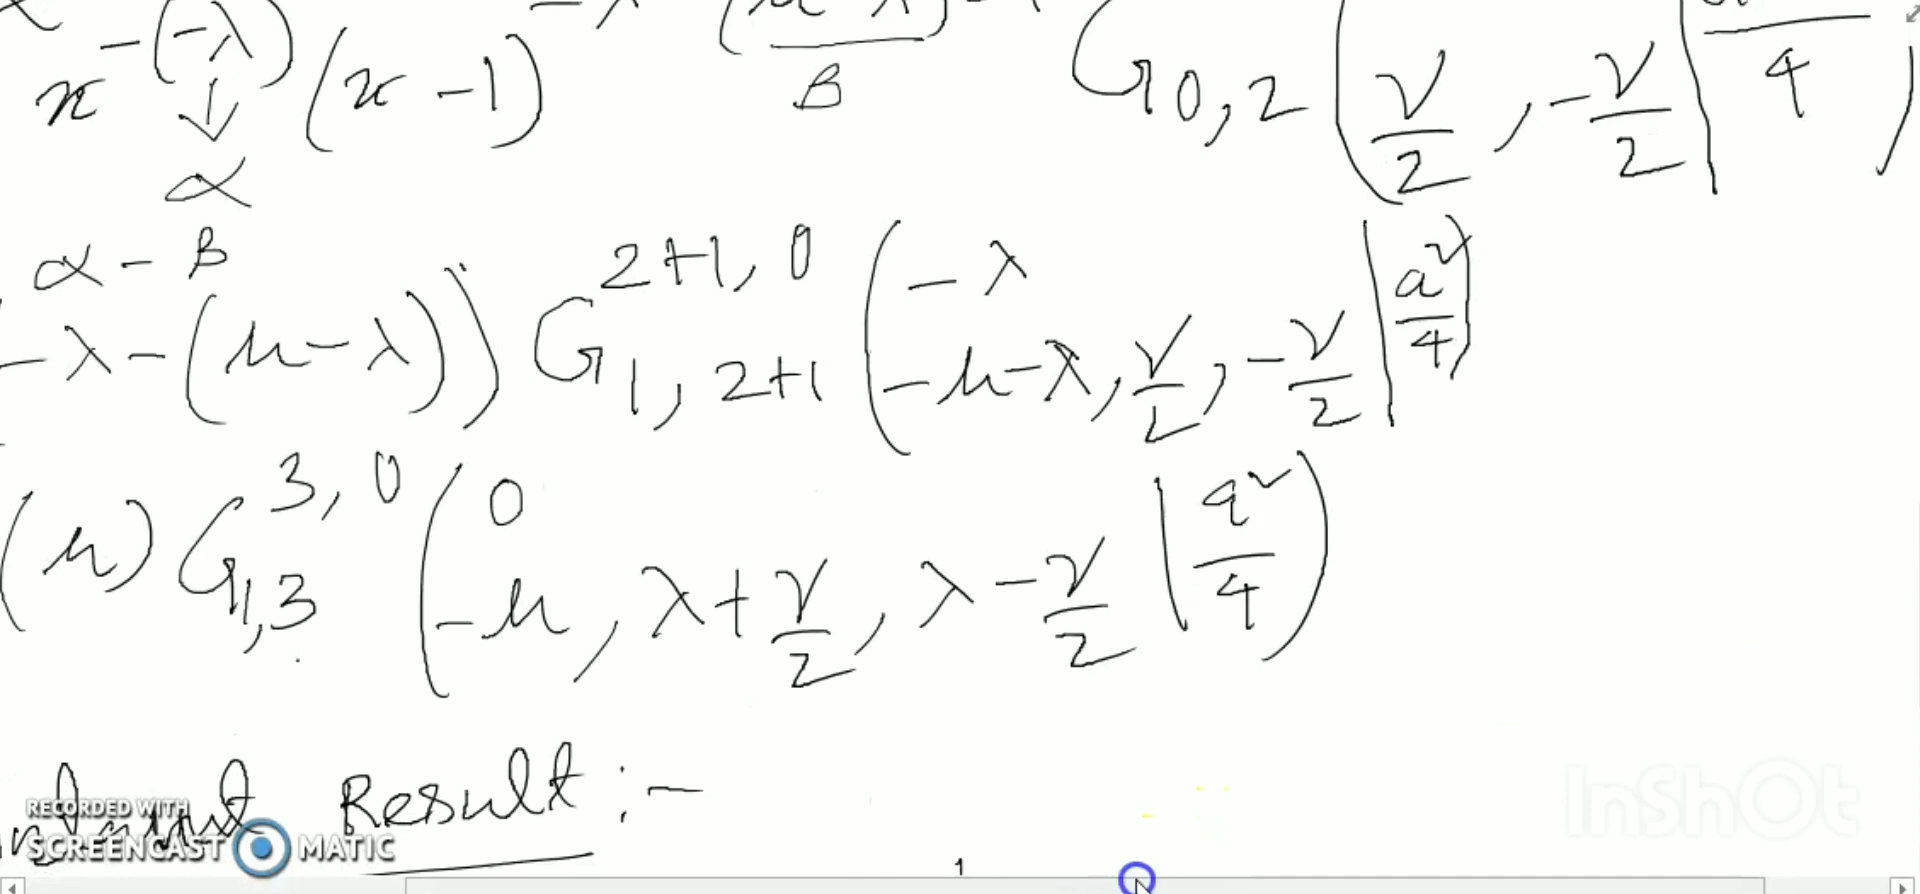 x^{-(-λ)} (x-1)^{-λ-(μ-λ)-1} G_{0,2} ( ν/2, -ν/2 | /4 )
↓ α
β
α - β
-λ-(μ-λ)) G^{2+1, 0}_{1, 2+1} ( -λ ; -μ-λ, ν/2, -ν/2 | a²/4 )
(μ) G^{3, 0}_{1,3} ( 0 ; -μ, λ+ν/2, λ-ν/2 | a²/4 )
Result :-
RECORDED WITH
SCREENCAST MATIC
InShOt
1